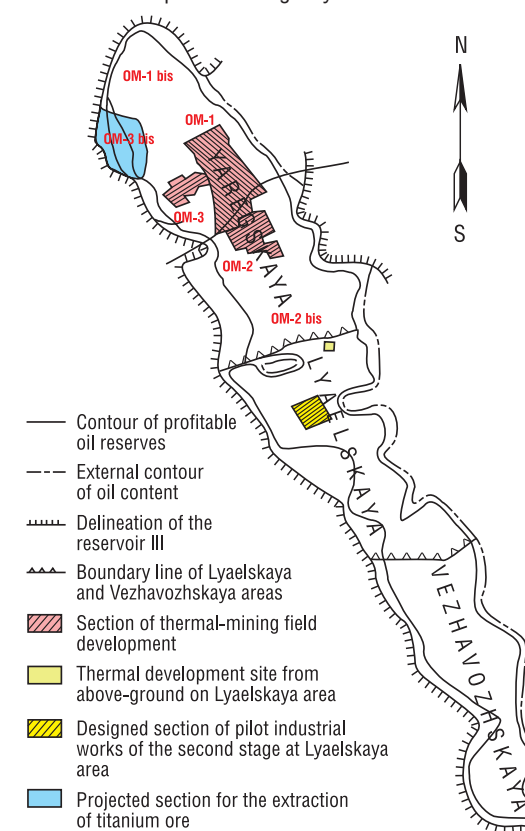 N
OM-1 bis
OM-1
OM-3 bis
YAREGSKAYA
OM-3
S
OM-2
OM-2 bis
LYAELSKAYA
Contour of profitable
oil reserves
External contour
of oil content
Delineation of the
reservoir III
Boundary line of Lyaelskaya
and Vezhavozhskaya areas
VEZHAVOZHSKAYA
Section of thermal-mining field
development
Thermal development site from
above-ground on Lyaelskaya area
Designed section of pilot industrial
works of the second stage at Lyaelskaya
area
Projected section for the extraction
of titanium ore